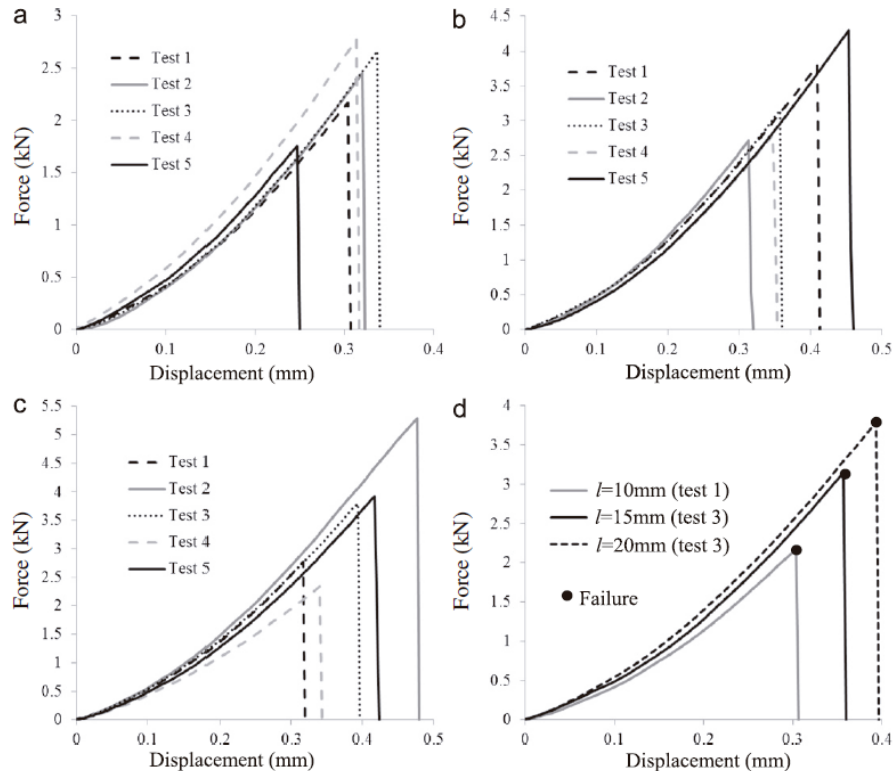 a
3
2.5
2
1.5
1
0.5
0
Force (kN)
Test 1
Test 2
Test 3
Test 4
Test 5
0 0.1 0.2 0.3 0.4
Displacement (mm)
b
4.5
4
3.5
3
2.5
2
1.5
1
0.5
0
Force (kN)
Test 1
Test 2
Test 3
Test 4
Test 5
0 0.1 0.2 0.3 0.4 0.5
Displacement (mm)
c
5.5
5
4.5
4
3.5
3
2.5
2
1.5
1
0.5
0
Force (kN)
Test 1
Test 2
Test 3
Test 4
Test 5
0 0.1 0.2 0.3 0.4 0.5
Displacement (mm)
d
4
3.5
3
2.5
2
1.5
1
0.5
0
Force (kN)
l=10mm (test 1)
l=15mm (test 3)
l=20mm (test 3)
Failure
0 0.1 0.2 0.3 0.4
Displacement (mm)